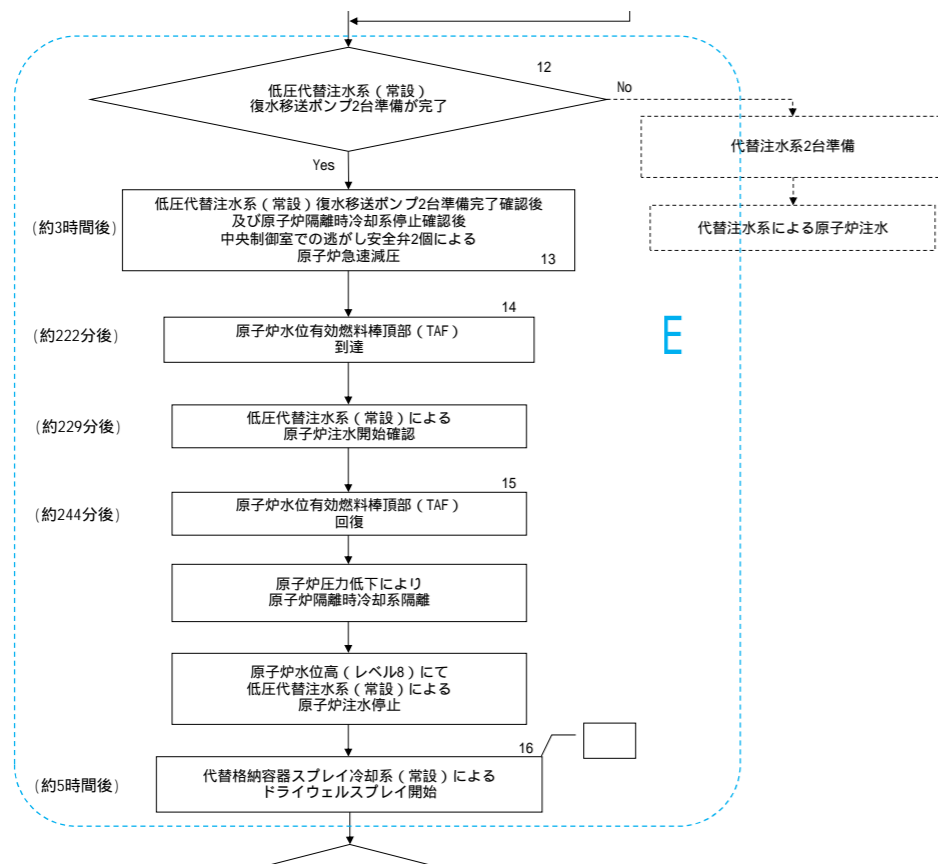 12
低圧代替注水系(常設)
復水移送ポンプ2台準備が完了
No
Yes
代替注水系2台準備
代替注水系による原子炉注水
(約3時間後)
低圧代替注水系(常設)復水移送ポンプ2台準備完了確認後
及び原子炉隔離時冷却系停止確認後
中央制御室での逃がし安全弁2個による
原子炉急速減圧
13
E
14
(約222分後)
原子炉水位有効燃料棒頂部(TAF)
到達
(約229分後)
低圧代替注水系(常設)による
原子炉注水開始確認
15
(約244分後)
原子炉水位有効燃料棒頂部(TAF)
回復
原子炉圧力低下により
原子炉隔離時冷却系隔離
原子炉水位高(レベル8)にて
低圧代替注水系(常設)による
原子炉注水停止
16
(約5時間後)
代替格納容器スプレイ冷却系(常設)による
ドライウェルスプレイ開始